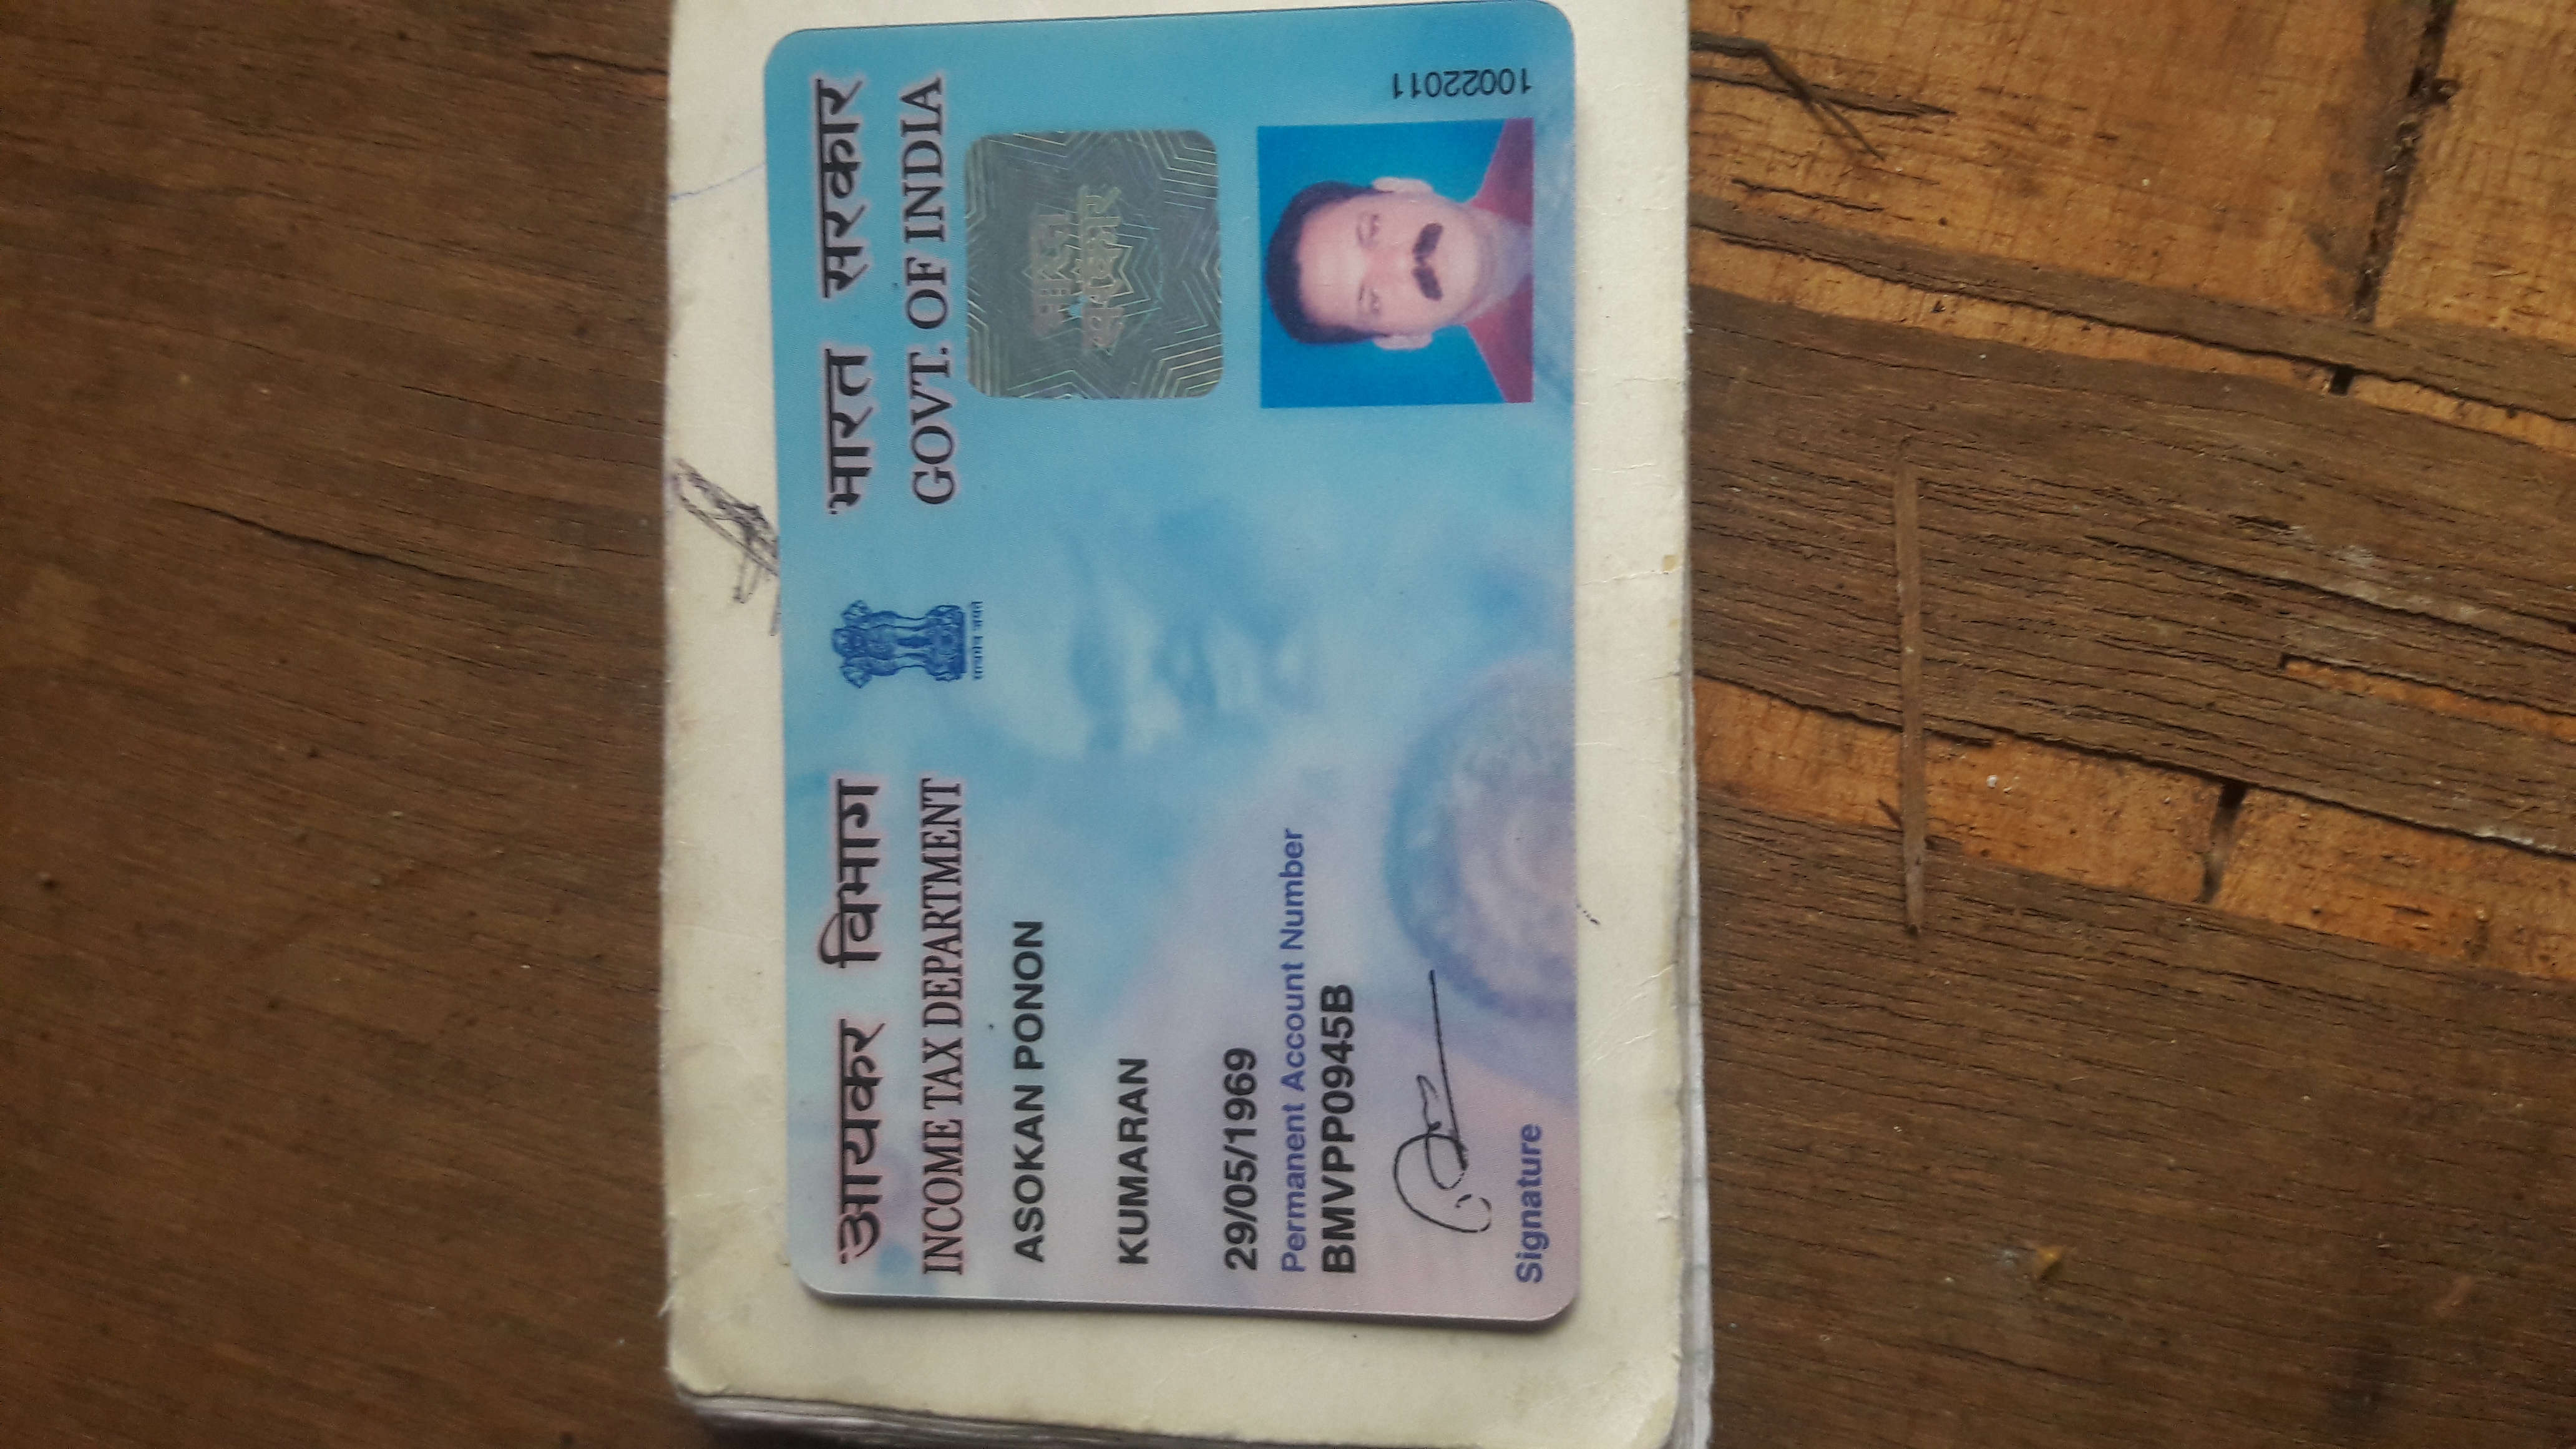 आयकर विभाग
INCOME TAX DEPARTMENT
भारत सरकार
GOVT. OF INDIA
सत्यमेव जयते
ASOKAN PONON
KUMARAN
29/05/1969
Permanent Account Number
BMVPP0945B
Signature
भारत
सरकार
10022011